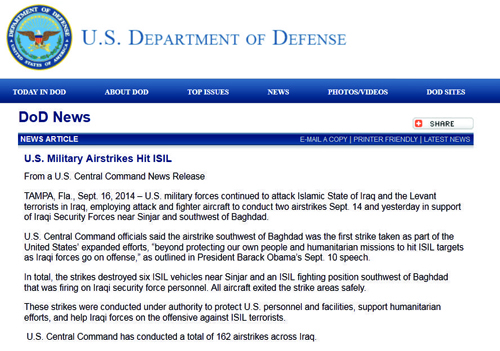 DEPARTMENT OF DEFENSE
UNITED STATES OF AMERICA
U.S. DEPARTMENT OF DEFENSE
TODAY IN DOD ABOUT DOD TOP ISSUES NEWS PHOTOS/VIDEOS DOD SITES
DoD News
SHARE
NEWS ARTICLE E-MAIL A COPY | PRINTER FRIENDLY | LATEST NEWS
U.S. Military Airstrikes Hit ISIL
From a U.S. Central Command News Release
TAMPA, Fla., Sept. 16, 2014 – U.S. military forces continued to attack Islamic State of Iraq and the Levant
terrorists in Iraq, employing attack and fighter aircraft to conduct two airstrikes Sept. 14 and yesterday in support
of Iraqi Security Forces near Sinjar and southwest of Baghdad.
U.S. Central Command officials said the airstrike southwest of Baghdad was the first strike taken as part of the
United States' expanded efforts, "beyond protecting our own people and humanitarian missions to hit ISIL targets
as Iraqi forces go on offense," as outlined in President Barack Obama's Sept. 10 speech.
In total, the strikes destroyed six ISIL vehicles near Sinjar and an ISIL fighting position southwest of Baghdad
that was firing on Iraqi security force personnel. All aircraft exited the strike areas safely.
These strikes were conducted under authority to protect U.S. personnel and facilities, support humanitarian
efforts, and help Iraqi forces on the offensive against ISIL terrorists.
U.S. Central Command has conducted a total of 162 airstrikes across Iraq.